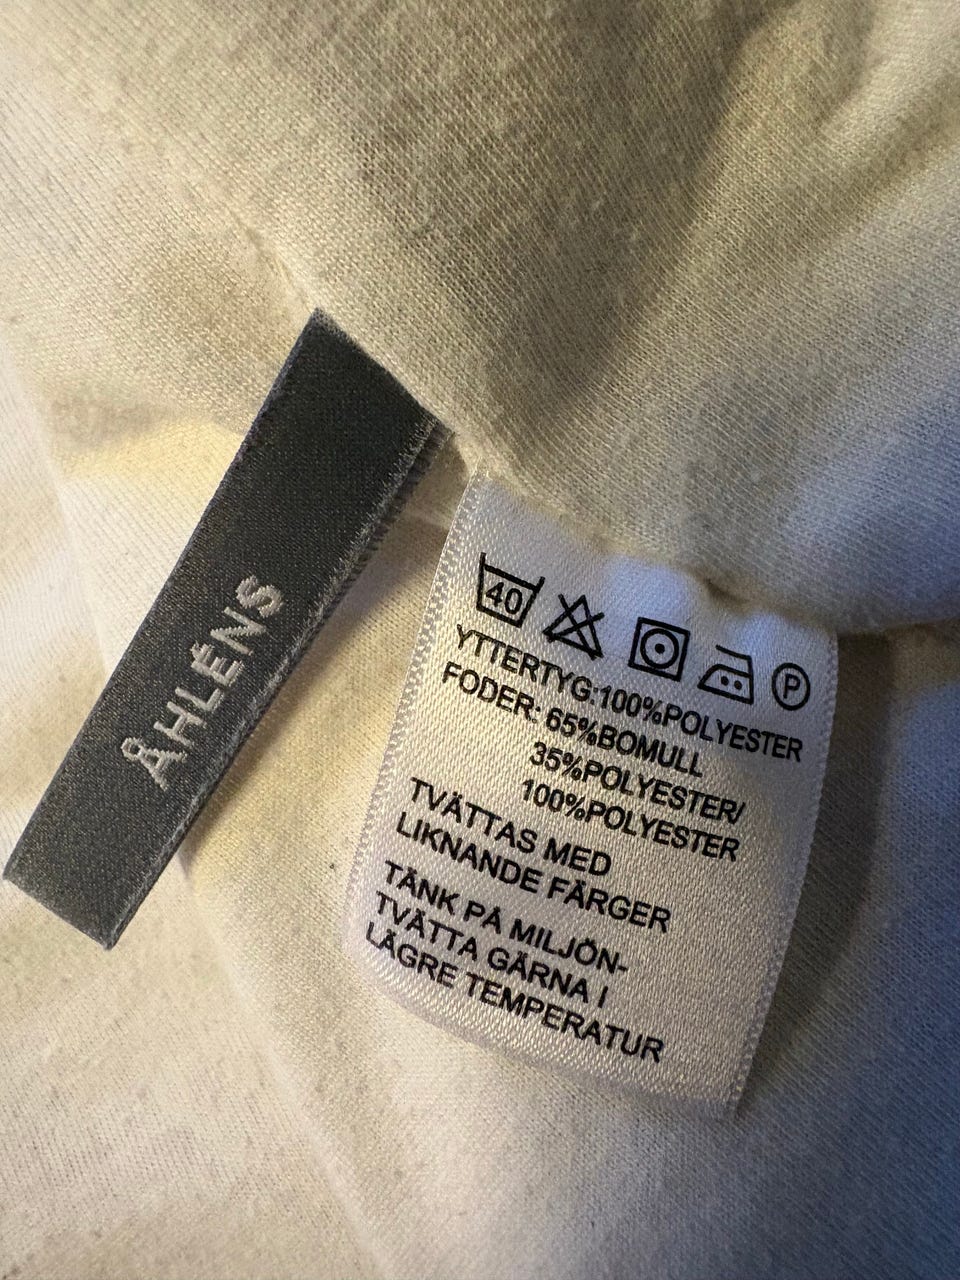 ÅHLÉNS
40
P
YTTERTYG:100%POLYESTER
FODER: 65%BOMULL
35%POLYESTER/
100%POLYESTER
TVÄTTAS MED
LIKNANDE FÄRGER
TÄNK PÅ MILJÖN-
TVÄTTA GÄRNA I
LÄGRE TEMPERATUR